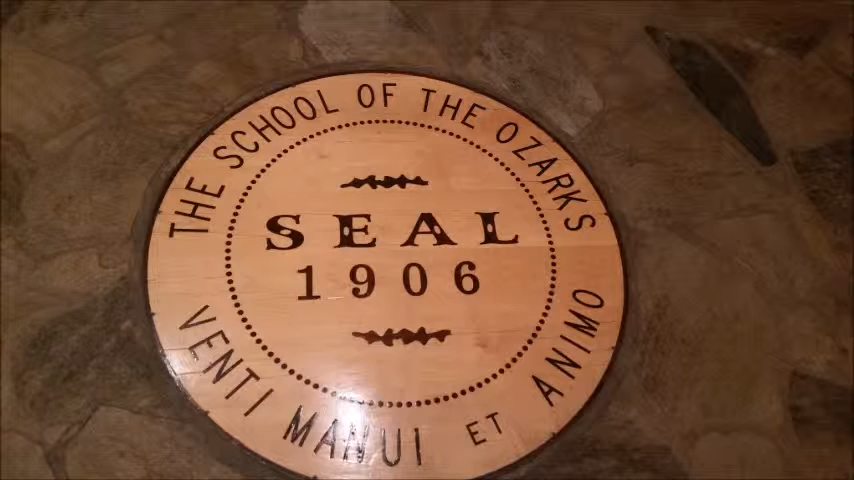 THE SCHOOL OF THE OZARKS
SEAL
1906
VENTI MANUI ET ANIMO